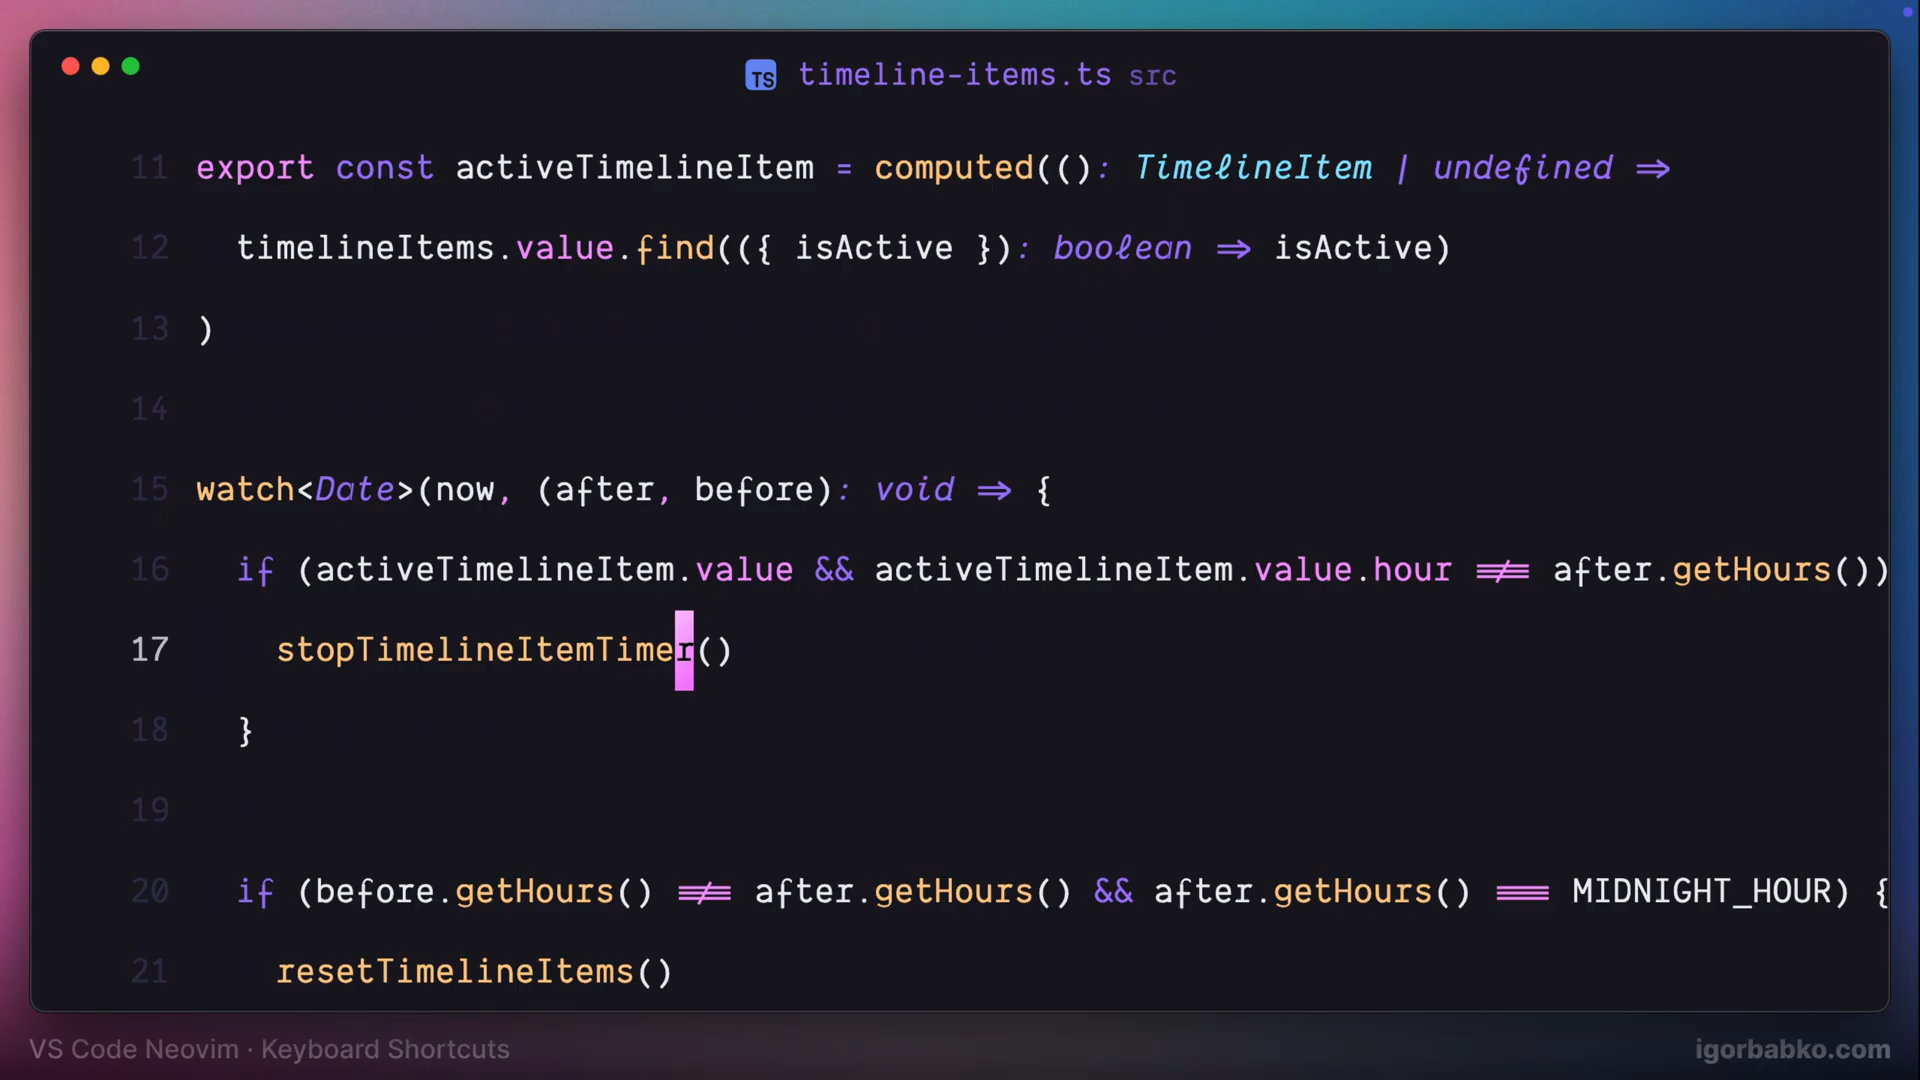 TS timeline-items.ts src
11 export const activeTimelineItem = computed((): TimelineItem | undefined =>
12 timelineItems.value.find(({ isActive }): boolean => isActive)
13 )
14
15 watch<Date>(now, (after, before): void => {
16 if (activeTimelineItem.value && activeTimelineItem.value.hour !== after.getHours())
17 stopTimelineItemTimer()
18 }
19
20 if (before.getHours() !== after.getHours() && after.getHours() === MIDNIGHT_HOUR) {
21 resetTimelineItems()
VS Code Neovim · Keyboard Shortcuts
igorbabko.com